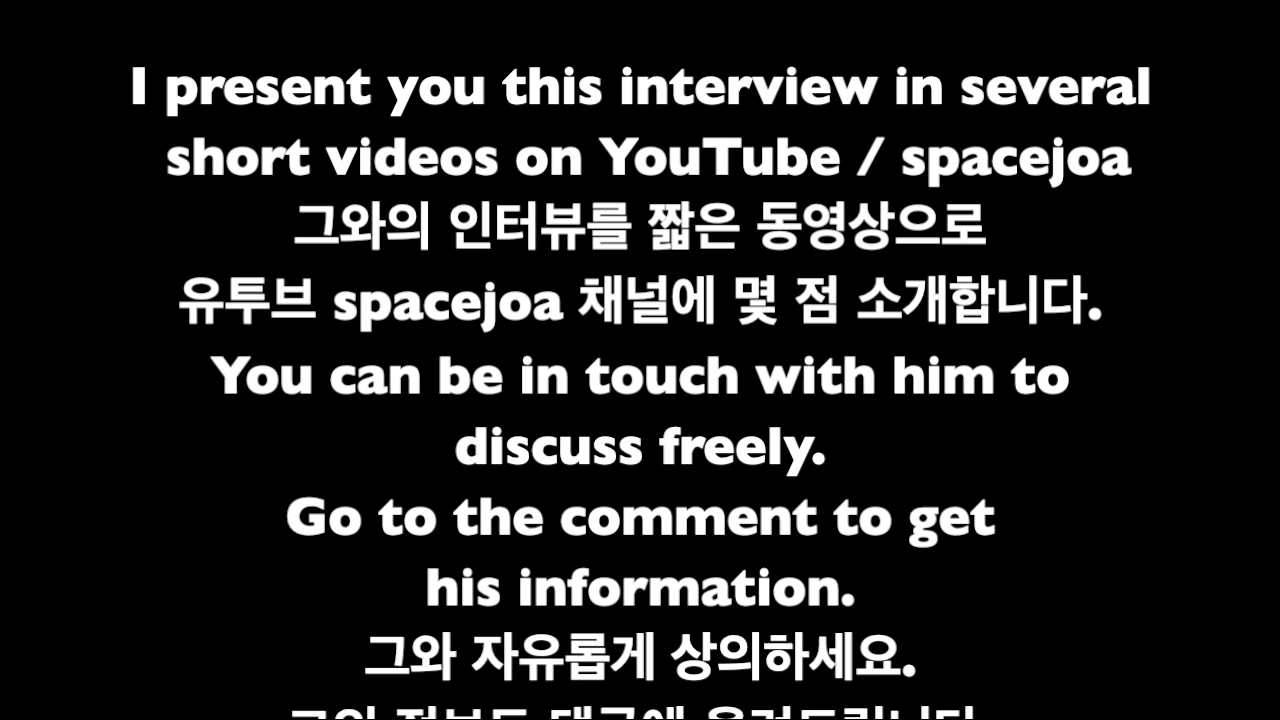 I present you this interview in several
short videos on YouTube / spacejoa
그와의 인터뷰를 짧은 동영상으로
유투브 spacejoa 채널에 몇 점 소개합니다.
You can be in touch with him to
discuss freely.
Go to the comment to get
his information.
그와 자유롭게 상의하세요.